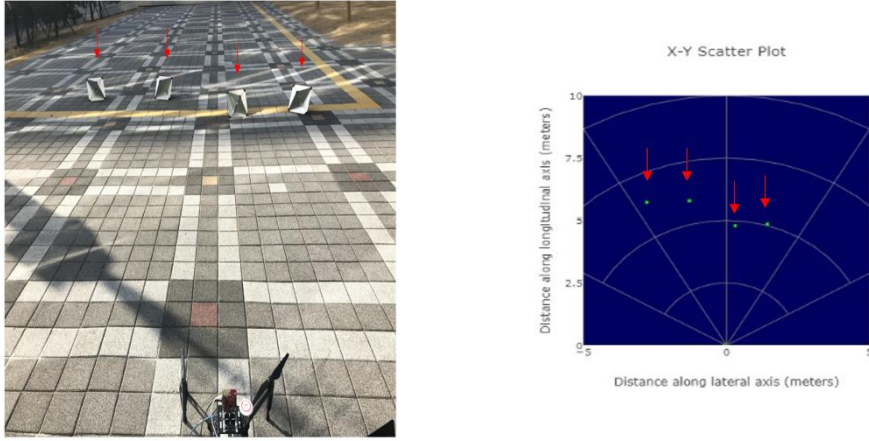 X-Y Scatter Plot
Distance along longitudinal axis (meters)
10
7.5
5
2.5
0
−5
0
5
Distance along lateral axis (meters)